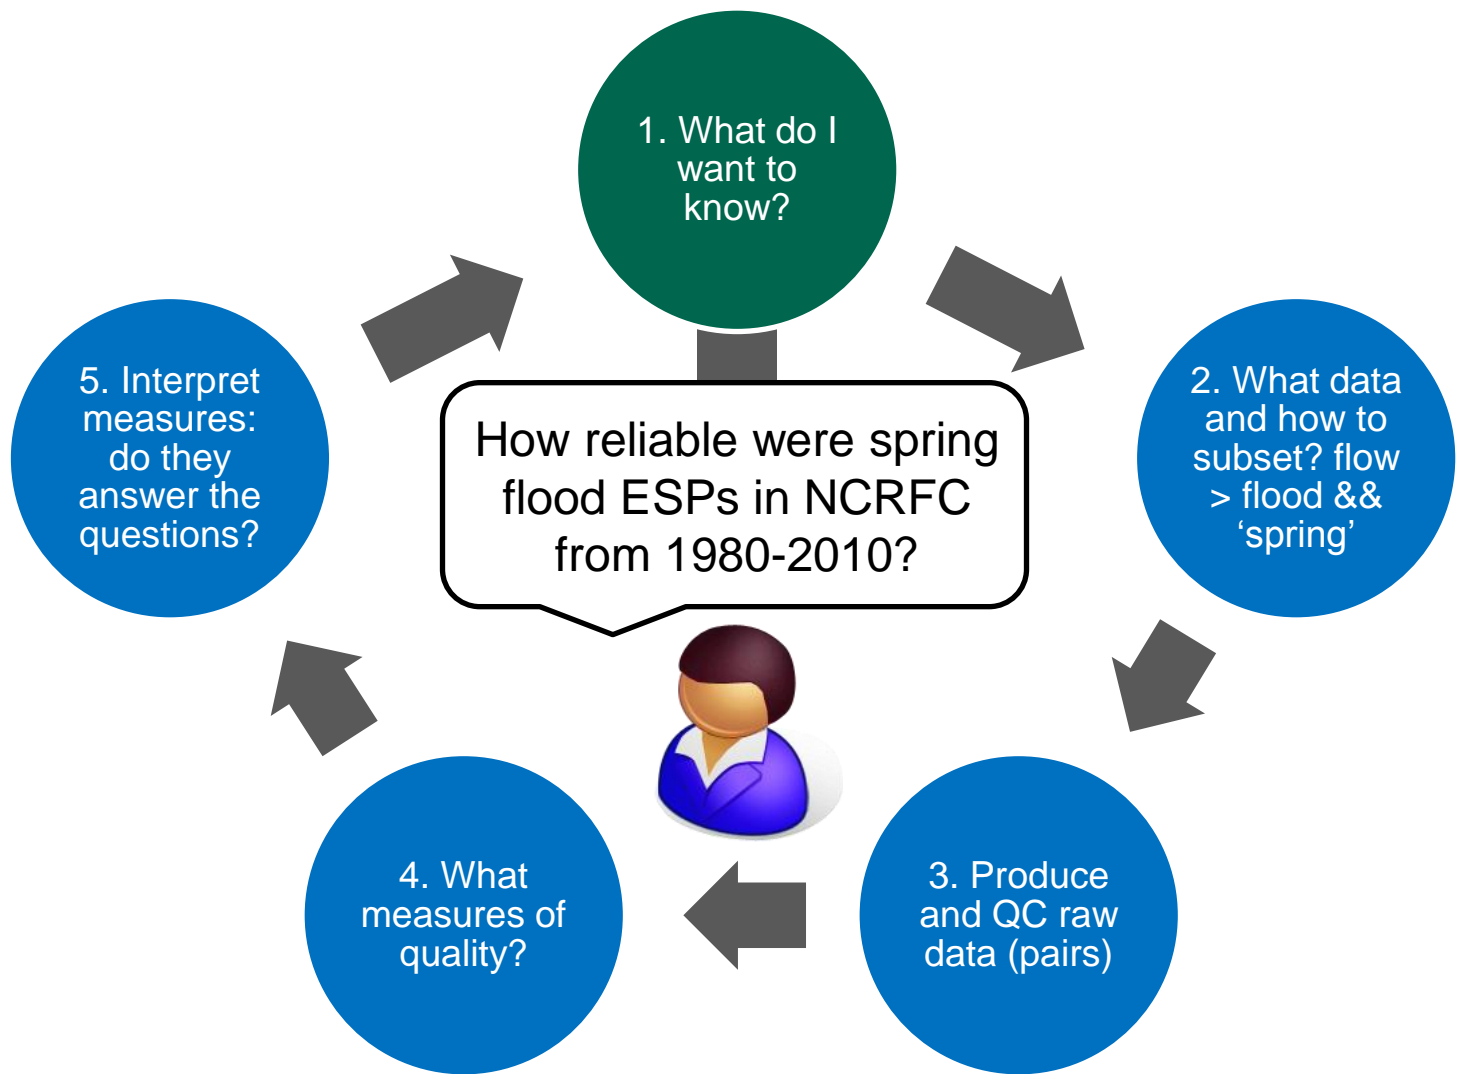 1. What do I
want to
know?
2. What data
and how to
subset? flow
> flood &&
‘spring’
3. Produce
and QC raw
data (pairs)
4. What
measures of
quality?
5. Interpret
measures:
do they
answer the
questions?
How reliable were spring
flood ESPs in NCRFC
from 1980-2010?